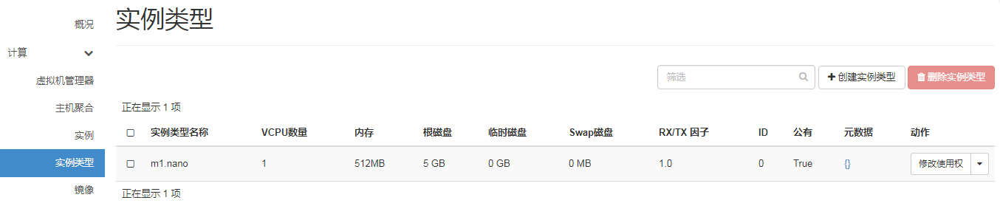 实例类型
概况
计算
虚拟机管理器
主机聚合
实例
实例类型
镜像
筛选 创建实例类型 删除实例类型
正在显示 1 项
实例类型名称 VCPU数量 内存 根磁盘 临时磁盘 Swap磁盘 RX/TX 因子 ID 公有 元数据 动作
m1.nano 1 512MB 5 GB 0 GB 0 MB 1.0 0 True {} 修改使用权
正在显示 1 项